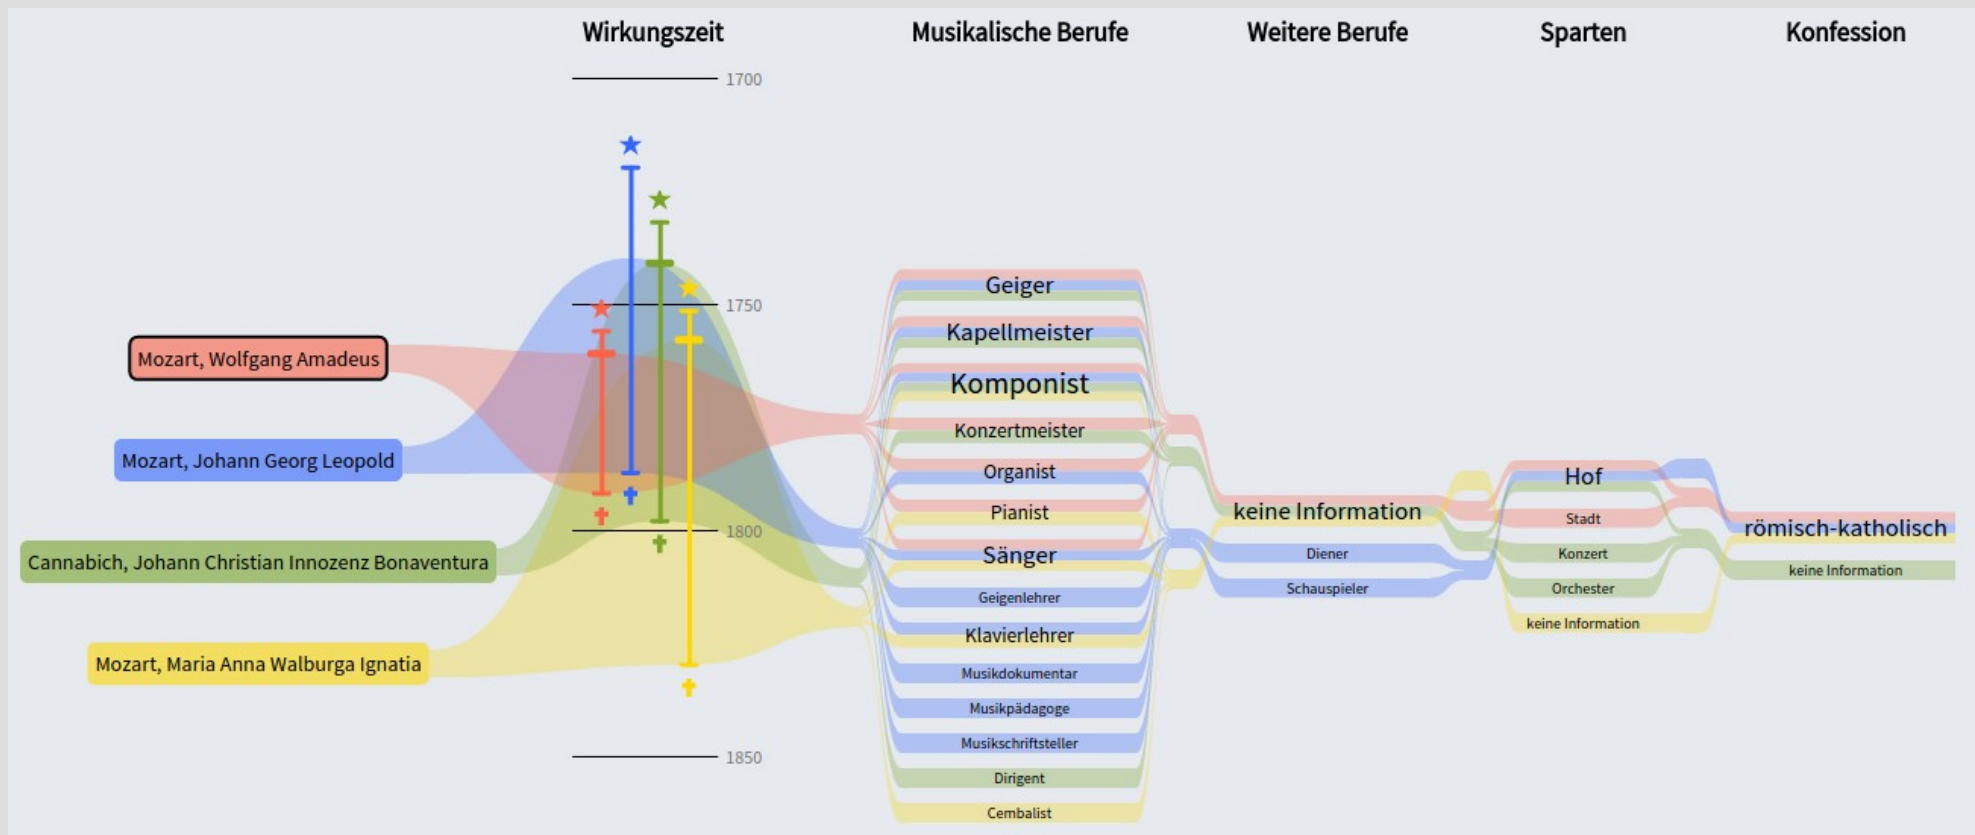 Wirkungszeit
Musikalische Berufe
Weitere Berufe
Sparten
Konfession
1700
1750
1800
1850
Mozart, Wolfgang Amadeus
Mozart, Johann Georg Leopold
Cannabich, Johann Christian Innozenz Bonaventura
Mozart, Maria Anna Walburga Ignatia
Geiger
Kapellmeister
Komponist
Konzertmeister
Organist
Pianist
Sänger
Geigenlehrer
Klavierlehrer
Musikdokumentar
Musikpädagoge
Musikschriftsteller
Dirigent
Cembalist
keine Information
Diener
Schauspieler
Hof
Stadt
Konzert
Orchester
keine Information
römisch-katholisch
keine Information